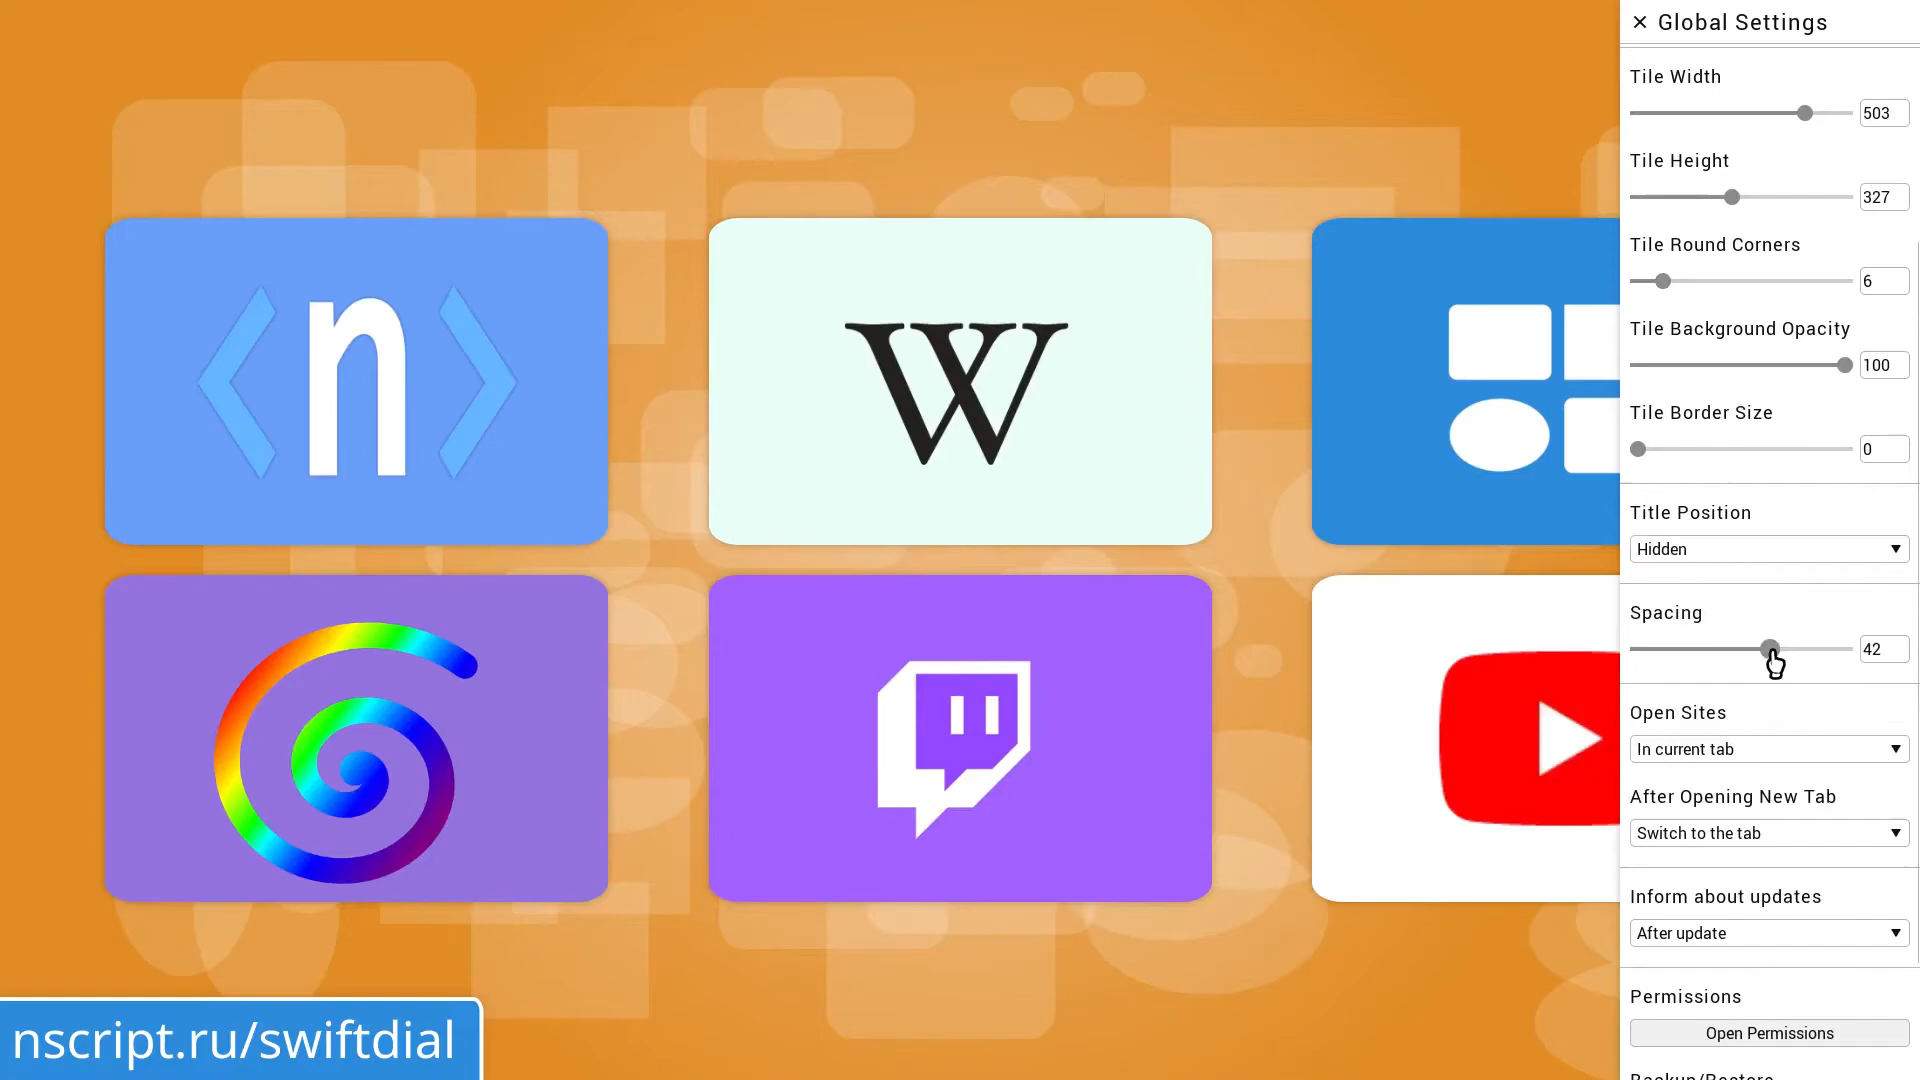 × Global Settings
Tile Width
503
Tile Height
327
Tile Round Corners
6
Tile Background Opacity
100
Tile Border Size
0
Title Position
Hidden
Spacing
42
Open Sites
In current tab
After Opening New Tab
Switch to the tab
Inform about updates
After update
Permissions
Open Permissions
Backup/Restore
<n>
W
nscript.ru/swiftdial